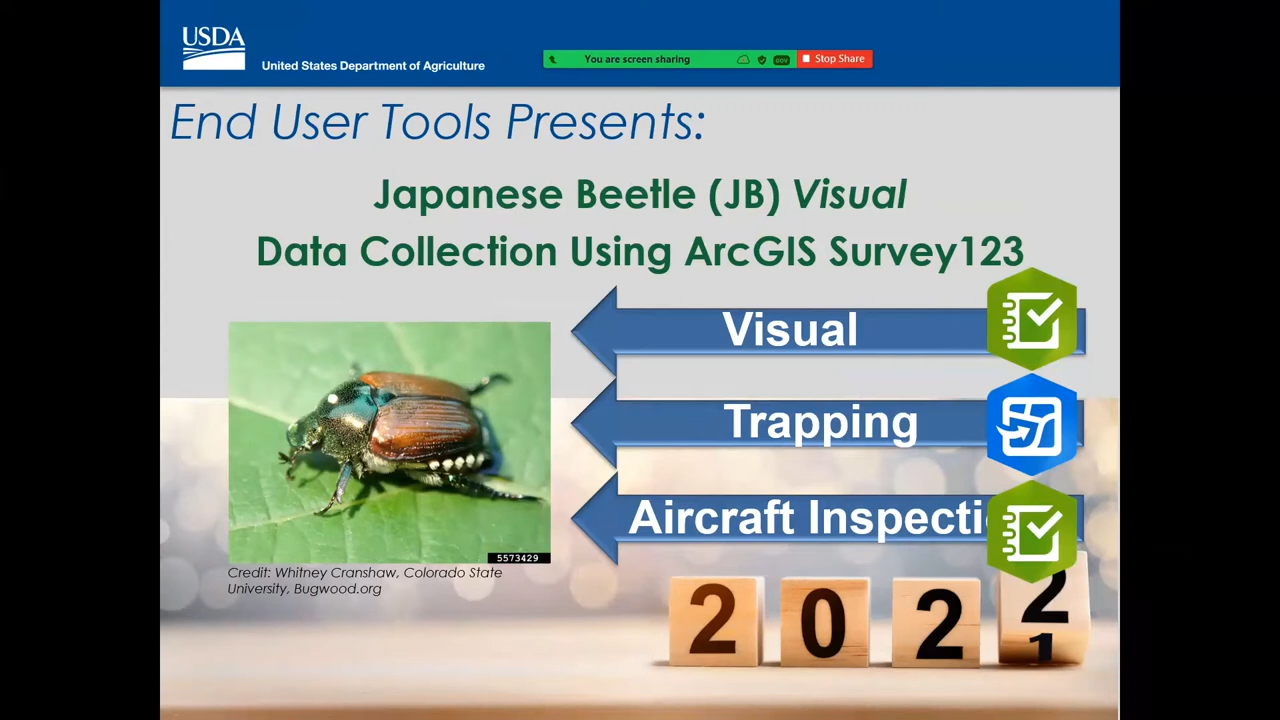 USDA
United States Department of Agriculture
You are screen sharing
GOV
Stop Share
End User Tools Presents:
Japanese Beetle (JB) Visual
Data Collection Using ArcGIS Survey123
Visual
Trapping
Aircraft Inspecti
5573429
Credit: Whitney Cranshaw, Colorado State
University, Bugwood.org
2 0 2 2
1